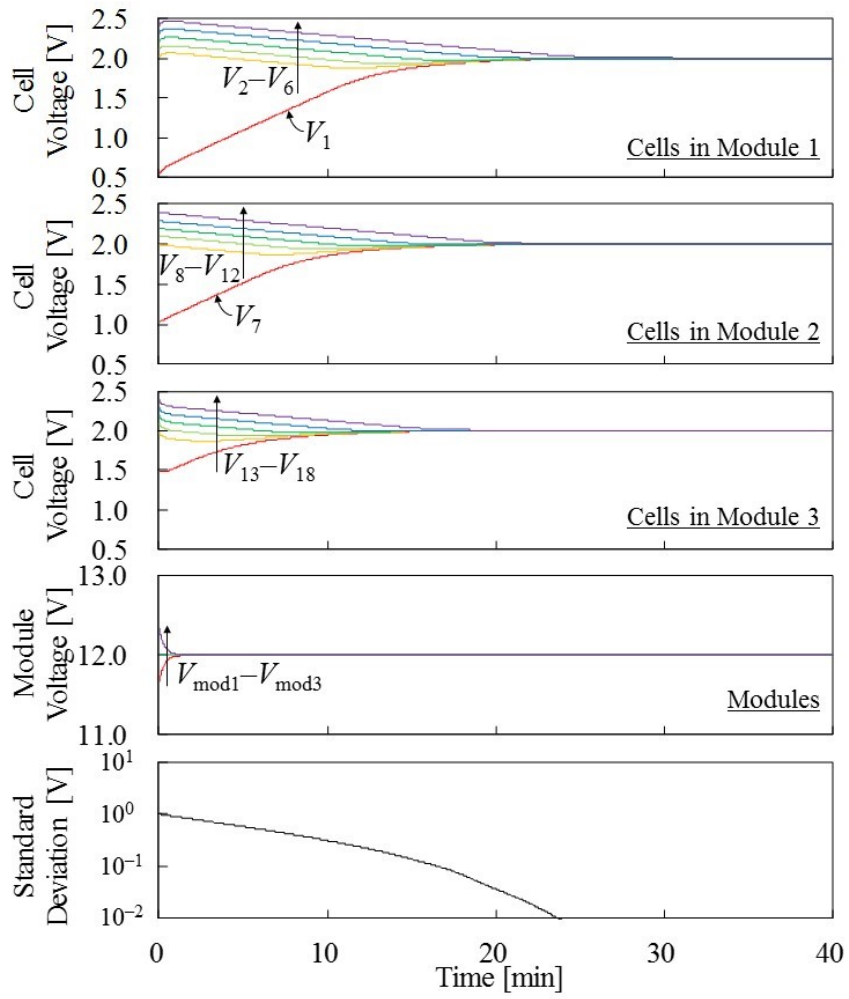 Cell
Voltage [V]
2.5
2.0
1.5
1.0
0.5
V2–V6
V1
Cells in Module 1
Cell
Voltage [V]
2.5
2.0
1.5
1.0
0.5
V8–V12
V7
Cells in Module 2
Cell
Voltage [V]
2.5
2.0
1.5
1.0
0.5
V13–V18
Cells in Module 3
Module
Voltage [V]
13.0
12.0
11.0
Vmod1–Vmod3
Modules
Standard
Deviation [V]
10^1
10^0
10^−1
10^−2
0 10 20 30 40
Time [min]